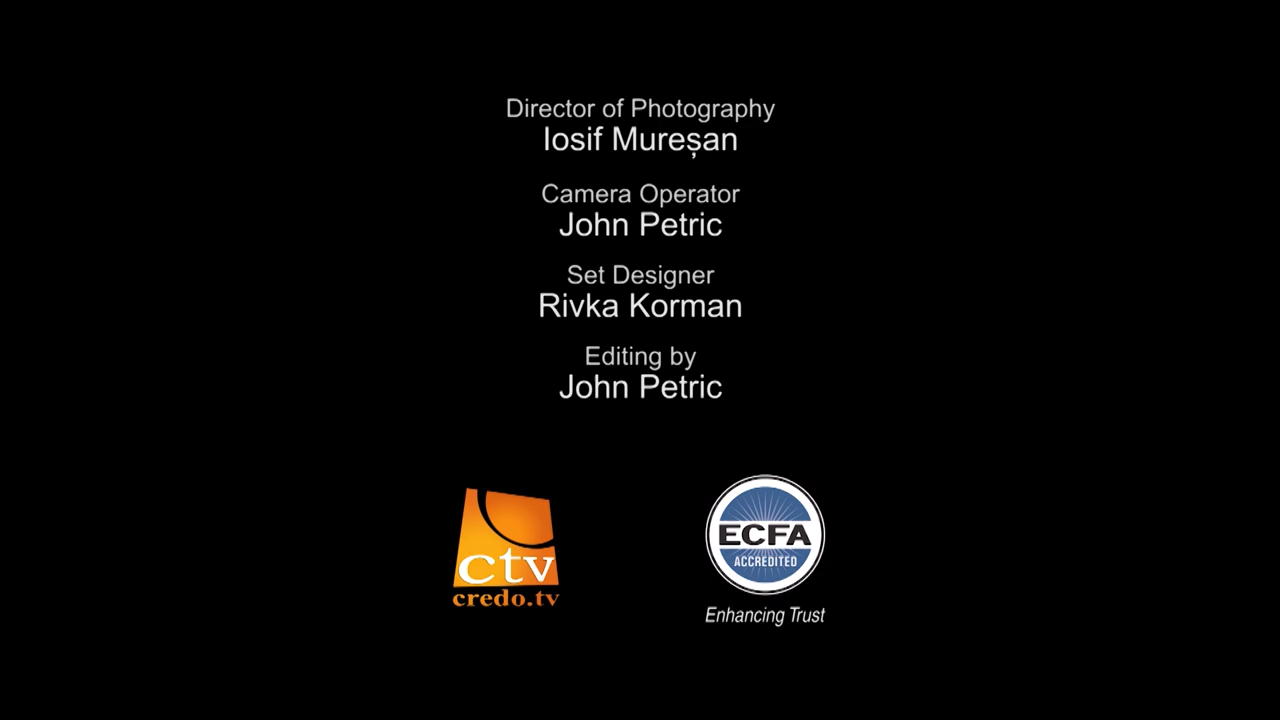 Director of Photography
Iosif Mureșan
Camera Operator
John Petric
Set Designer
Rivka Korman
Editing by
John Petric
ctv
credo.tv
ECFA
ACCREDITED
Enhancing Trust